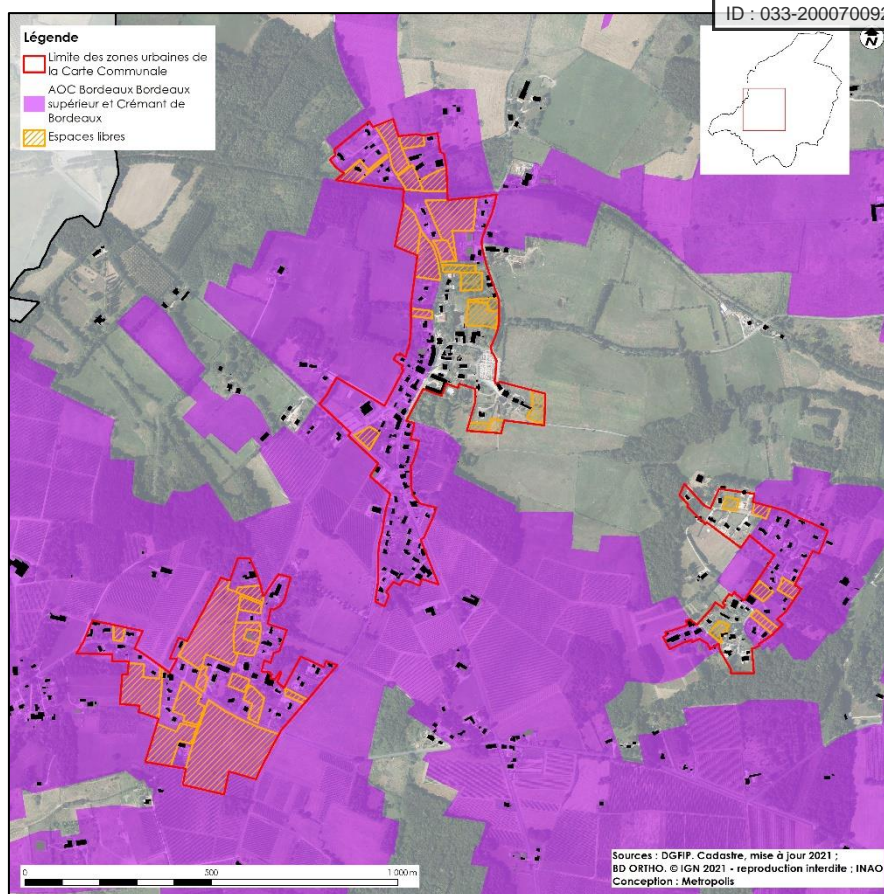 ID : 033-200070092
N
Légende
Limite des zones urbaines de
la Carte Communale
AOC Bordeaux Bordeaux
supérieur et Crémant de
Bordeaux
Espaces libres
0 500 1 000 m
Sources : DGFIP. Cadastre, mise à jour 2021 ;
BD ORTHO. © IGN 2021 - reproduction interdite ; INAO
Conception : Metropolis